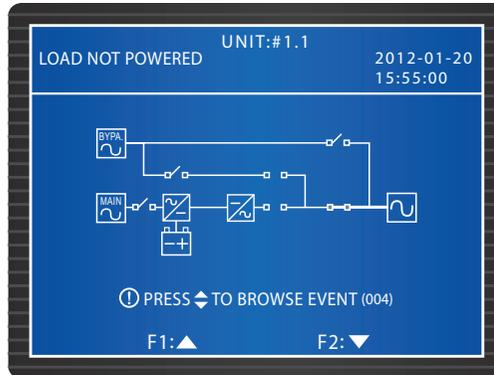 UNIT:#1.1
LOAD NOT POWERED
2012-01-20
15:55:00
BYPA.
MAIN
! PRESS TO BROWSE EVENT (004)
F1: F2: